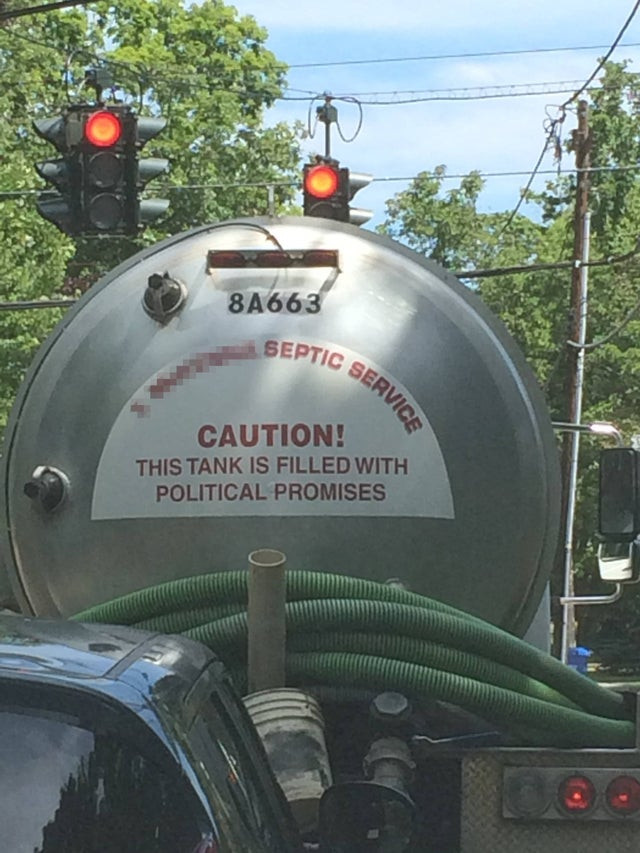 8A663
SEPTIC SERVICE
CAUTION!
THIS TANK IS FILLED WITH
POLITICAL PROMISES